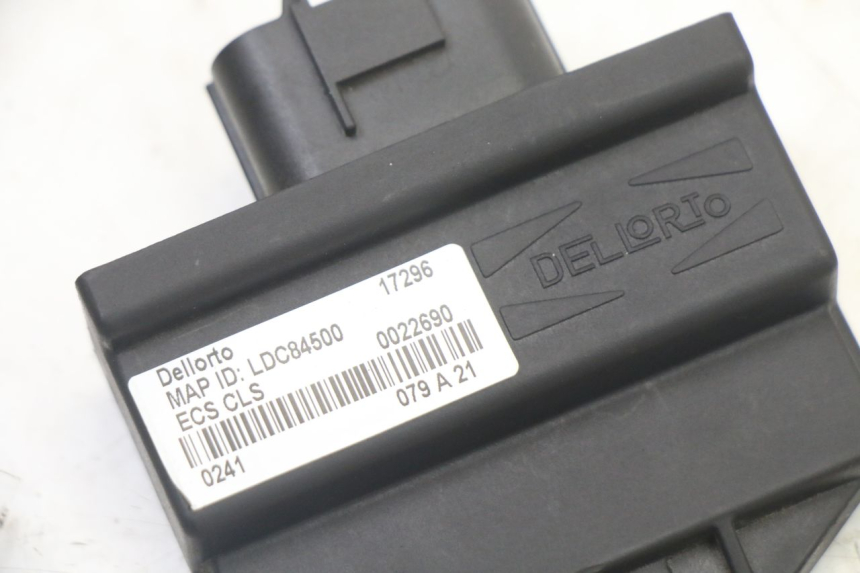 DELLORTO
17296
Dellorto
MAP ID: LDC84500 0022690
ECS CLS
079 A 21
0241